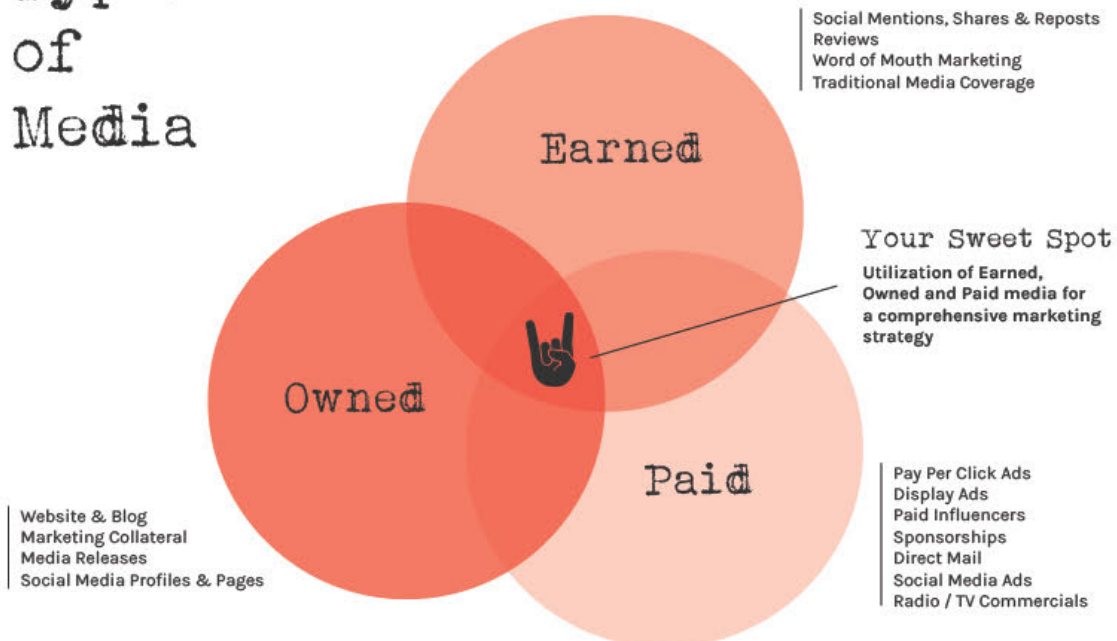 of
Media
Social Mentions, Shares & Reposts
Reviews
Word of Mouth Marketing
Traditional Media Coverage
Earned
Your Sweet Spot
Utilization of Earned,
Owned and Paid media for
a comprehensive marketing
strategy
Owned
Paid
Pay Per Click Ads
Display Ads
Paid Influencers
Sponsorships
Direct Mail
Social Media Ads
Radio / TV Commercials
Website & Blog
Marketing Collateral
Media Releases
Social Media Profiles & Pages